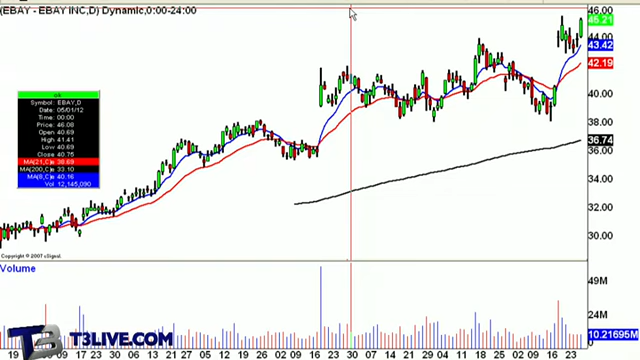 (EBAY - EBAY INC,D) Dynamic,0:00-24:00
46.00
45.21
44.00
43.42
42.19
40.00
38.00
36.74
36.00
34.00
32.00
30.00
ok
Symbol: EBAY,D
Date: 05/01/12
Time: 00:00
Price: 46.08
Open 40.69
High 41.41
Low 40.69
Close 40.75
MA(21,C)e 38.69
MA(200,C)e 33.10
MA(8,C)e 40.16
Vol 12,145,090
Copyright © 2007 eSignal.
Volume
49M
24M
10.21695M
0
T3LIVE.COM
19 09 17 23 30 06 13 21 27 05 12 19 26 02 09 16 23 30 07 14 21 29 04 11 18 25 02 09 16